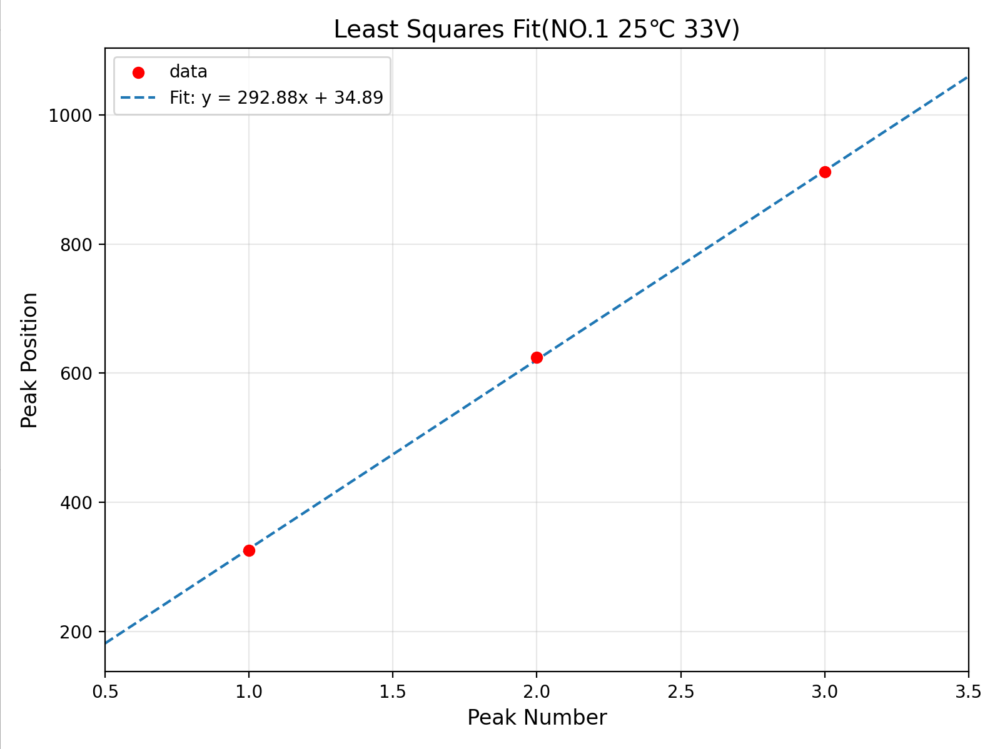 Least Squares Fit(NO.1 25℃ 33V)
data
Fit: y = 292.88x + 34.89
1000
800
600
400
200
Peak Position
0.5 1.0 1.5 2.0 2.5 3.0 3.5
Peak Number